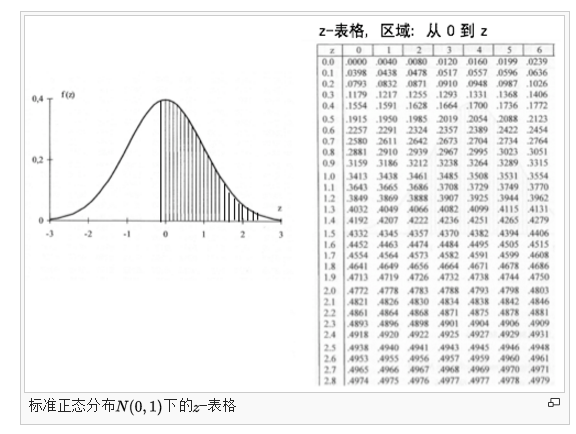 z-表格，区域：从 0 到 z
f(z)
0,4
0,2
0
z
-3 -2 -1 0 1 2 3
z 0 1 2 3 4 5 6
0.0 .0000 .0040 .0080 .0120 .0160 .0199 .0239
0.1 .0398 .0438 .0478 .0517 .0557 .0596 .0636
0.2 .0793 .0832 .0871 .0910 .0948 .0987 .1026
0.3 .1179 .1217 .1255 .1293 .1331 .1368 .1406
0.4 .1554 .1591 .1628 .1664 .1700 .1736 .1772
0.5 .1915 .1950 .1985 .2019 .2054 .2088 .2123
0.6 .2257 .2291 .2324 .2357 .2389 .2422 .2454
0.7 .2580 .2611 .2642 .2673 .2704 .2734 .2764
0.8 .2881 .2910 .2939 .2967 .2995 .3023 .3051
0.9 .3159 .3186 .3212 .3238 .3264 .3289 .3315
1.0 .3413 .3438 .3461 .3485 .3508 .3531 .3554
1.1 .3643 .3665 .3686 .3708 .3729 .3749 .3770
1.2 .3849 .3869 .3888 .3907 .3925 .3944 .3962
1.3 .4032 .4049 .4066 .4082 .4099 .4115 .4131
1.4 .4192 .4207 .4222 .4236 .4251 .4265 .4279
1.5 .4332 .4345 .4357 .4370 .4382 .4394 .4406
1.6 .4452 .4463 .4474 .4484 .4495 .4505 .4515
1.7 .4554 .4564 .4573 .4582 .4591 .4599 .4608
1.8 .4641 .4649 .4656 .4664 .4671 .4678 .4686
1.9 .4713 .4719 .4726 .4732 .4738 .4744 .4750
2.0 .4772 .4778 .4783 .4788 .4793 .4798 .4803
2.1 .4821 .4826 .4830 .4834 .4838 .4842 .4846
2.2 .4861 .4864 .4868 .4871 .4875 .4878 .4881
2.3 .4893 .4896 .4898 .4901 .4904 .4906 .4909
2.4 .4918 .4920 .4922 .4925 .4927 .4929 .4931
2.5 .4938 .4940 .4941 .4943 .4945 .4946 .4948
2.6 .4953 .4955 .4956 .4957 .4959 .4960 .4961
2.7 .4965 .4966 .4967 .4968 .4969 .4970 .4971
2.8 .4974 .4975 .4976 .4977 .4977 .4978 .4979
标准正态分布N(0,1)下的z-表格